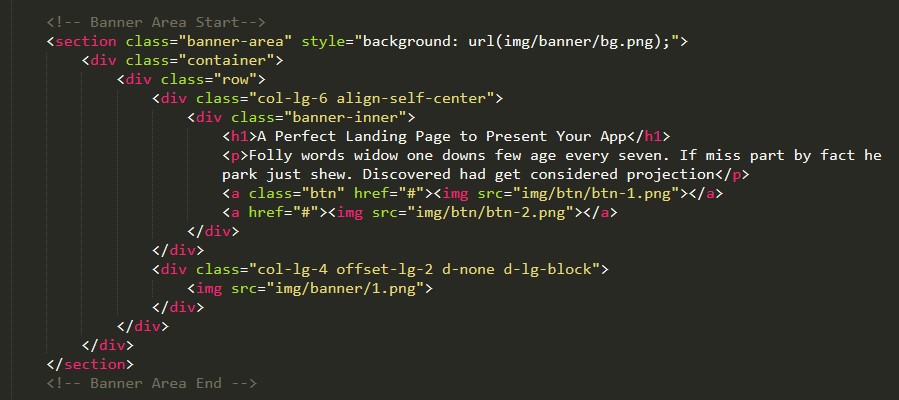 <!-- Banner Area Start-->
<section class="banner-area" style="background: url(img/banner/bg.png);">
<div class="container">
<div class="row">
<div class="col-lg-6 align-self-center">
<div class="banner-inner">
<h1>A Perfect Landing Page to Present Your App</h1>
<p>Folly words widow one downs few age every seven. If miss part by fact he
park just shew. Discovered had get considered projection</p>
<a class="btn" href="#"><img src="img/btn/btn-1.png"></a>
<a href="#"><img src="img/btn/btn-2.png"></a>
</div>
</div>
<div class="col-lg-4 offset-lg-2 d-none d-lg-block">
<img src="img/banner/1.png">
</div>
</div>
</div>
</section>
<!-- Banner Area End -->